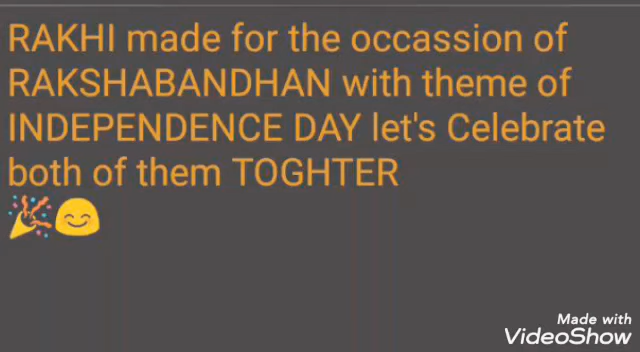 RAKHI made for the occassion of
RAKSHABANDHAN with theme of
INDEPENDENCE DAY let's Celebrate
both of them TOGHTER
🎉😊
Made with
VideoShow